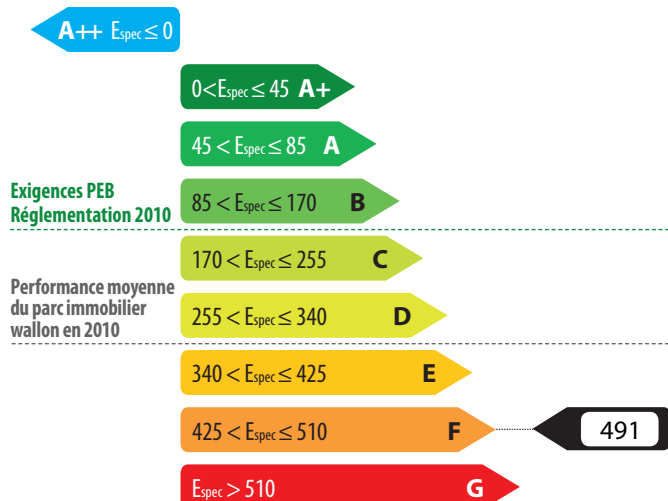 A++ Espec ≤ 0
0<Espec ≤ 45 A+
45 < Espec ≤ 85 A
Exigences PEB
Réglementation 2010
85 < Espec ≤ 170 B
170 < Espec ≤ 255 C
Performance moyenne
du parc immobilier
wallon en 2010
255 < Espec ≤ 340 D
340 < Espec ≤ 425 E
425 < Espec ≤ 510 F
491
Espec > 510 G